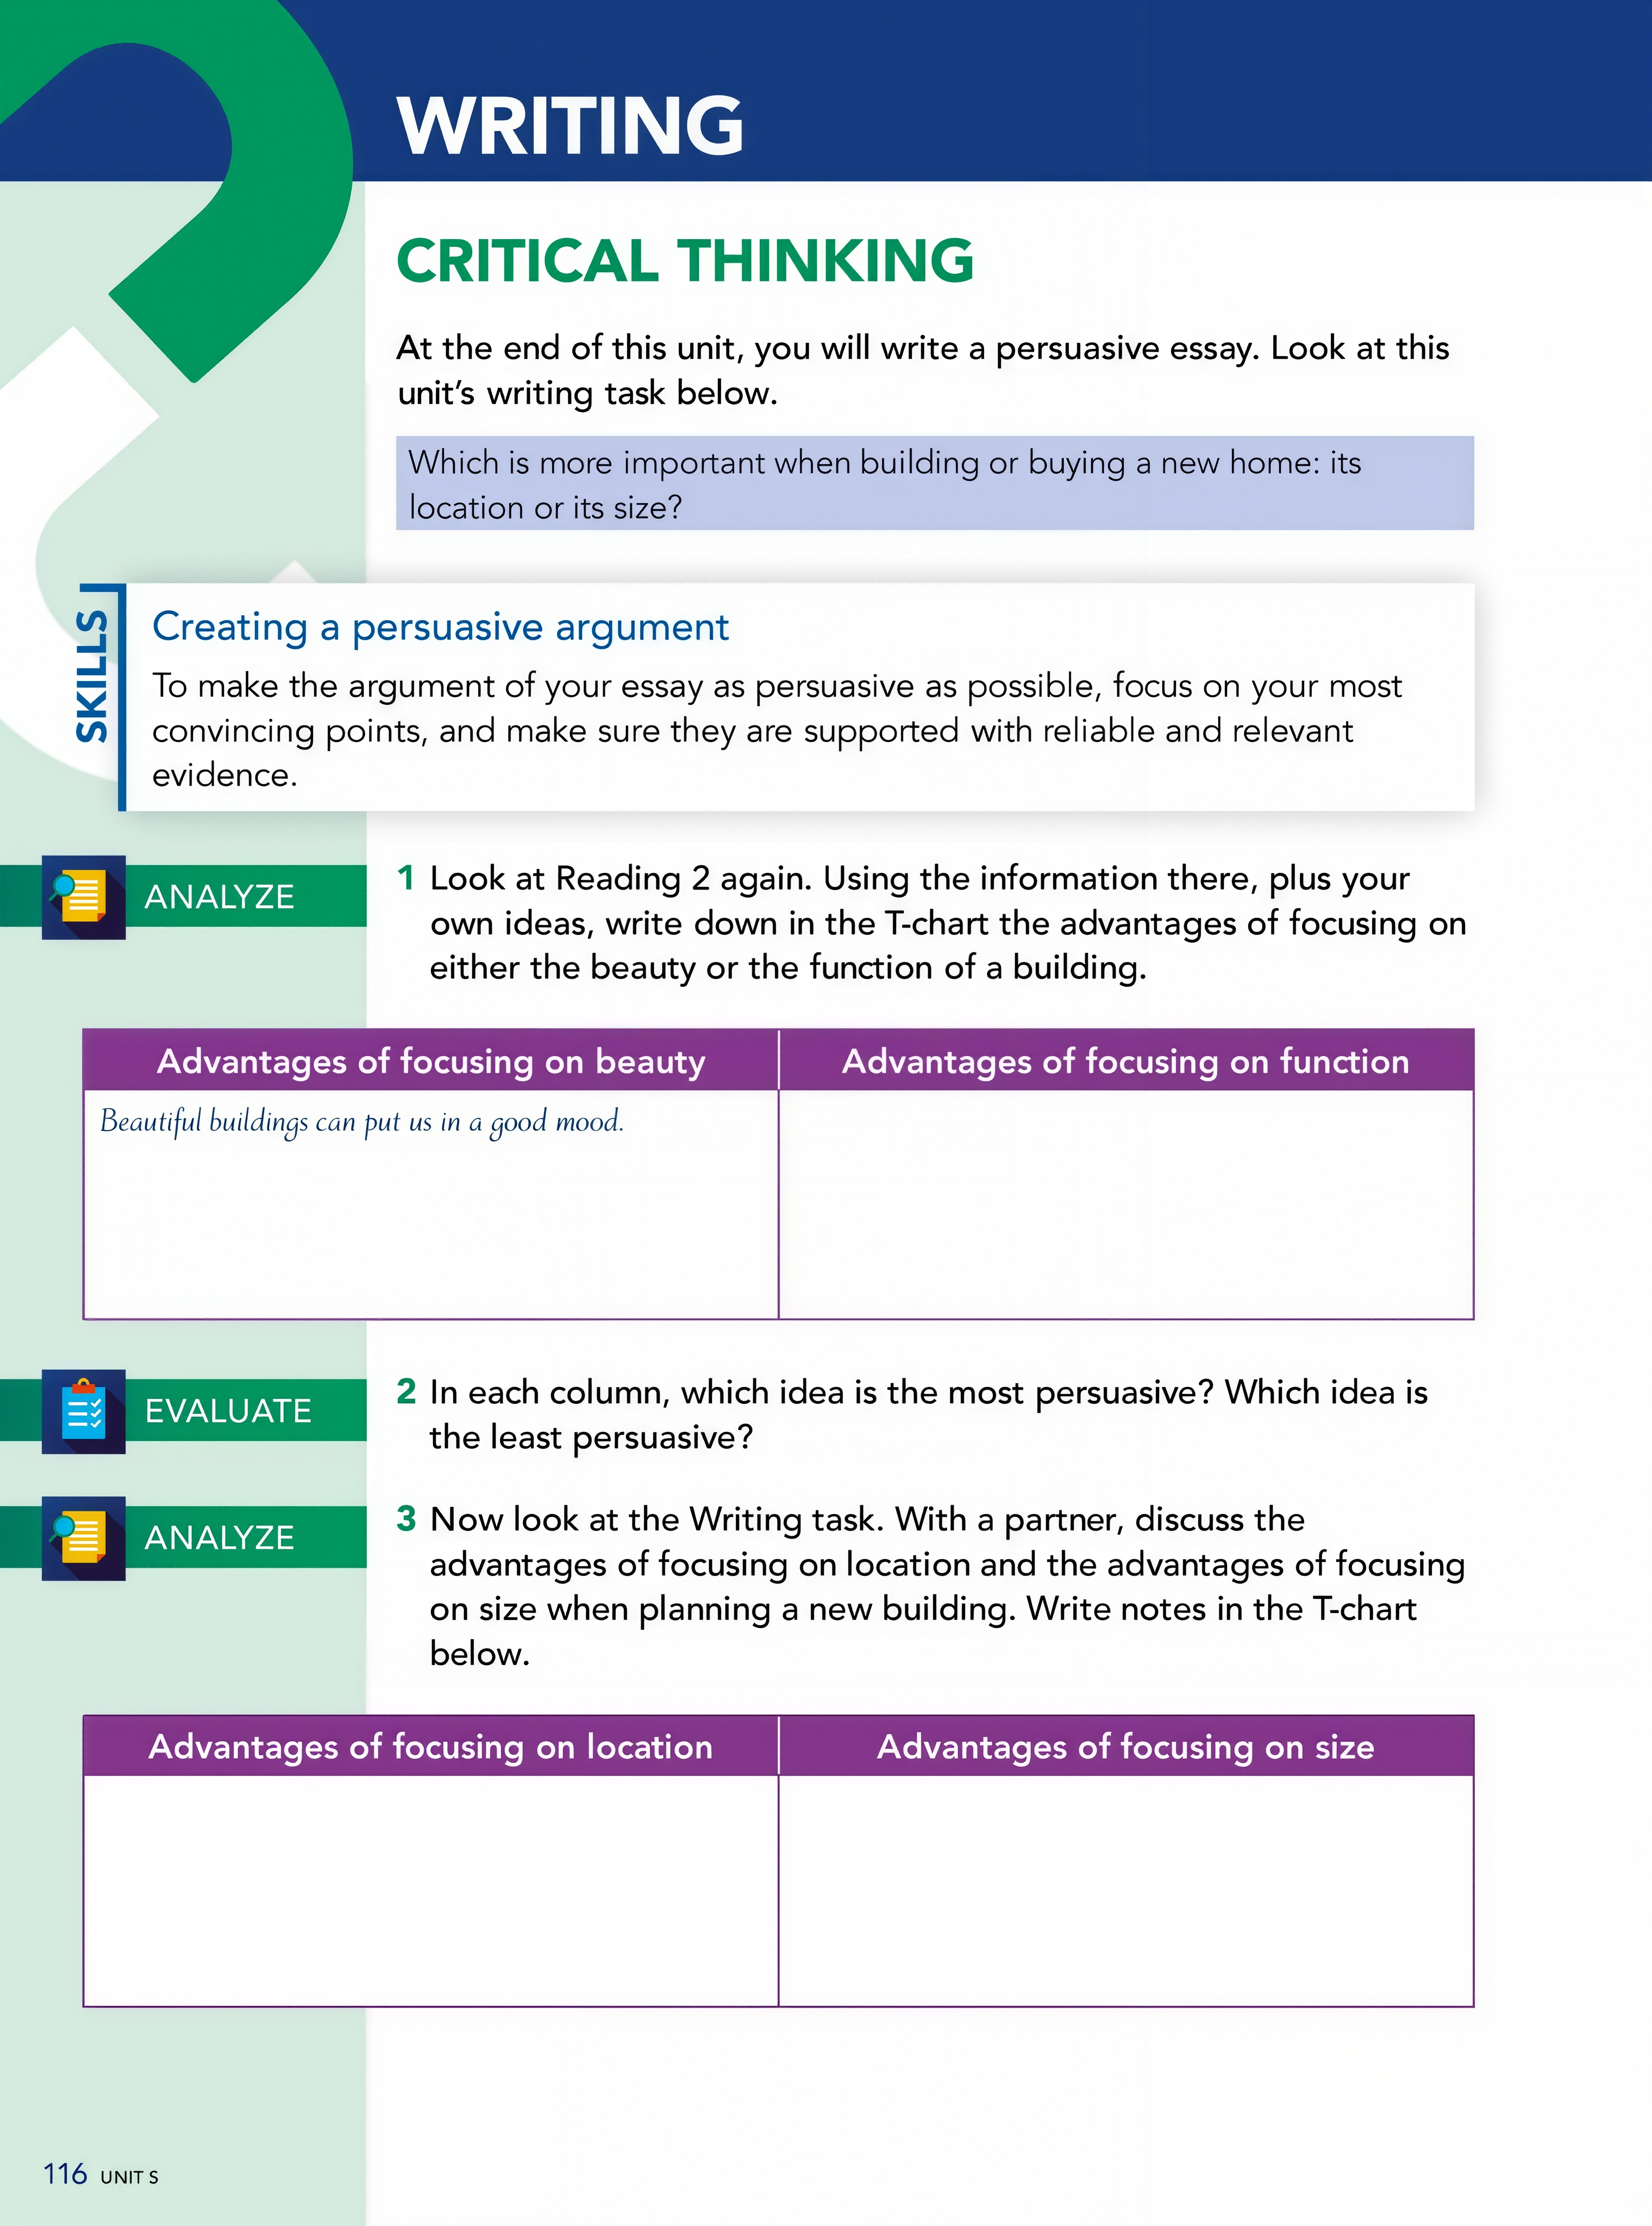 WRITING
CRITICAL THINKING
At the end of this unit, you will write a persuasive essay. Look at this
unit's writing task below.
Which is more important when building or buying a new home: its
location or its size?
SKILLS
Creating a persuasive argument
To make the argument of your essay as persuasive as possible, focus on your most
convincing points, and make sure they are supported with reliable and relevant
evidence.
ANALYZE
1 Look at Reading 2 again. Using the information there, plus your
own ideas, write down in the T-chart the advantages of focusing on
either the beauty or the function of a building.
Advantages of focusing on beauty
Advantages of focusing on function
Beautiful buildings can put us in a good mood.
EVALUATE
2 In each column, which idea is the most persuasive? Which idea is
the least persuasive?
ANALYZE
3 Now look at the Writing task. With a partner, discuss the
advantages of focusing on location and the advantages of focusing
on size when planning a new building. Write notes in the T-chart
below.
Advantages of focusing on location
Advantages of focusing on size
116 UNIT S